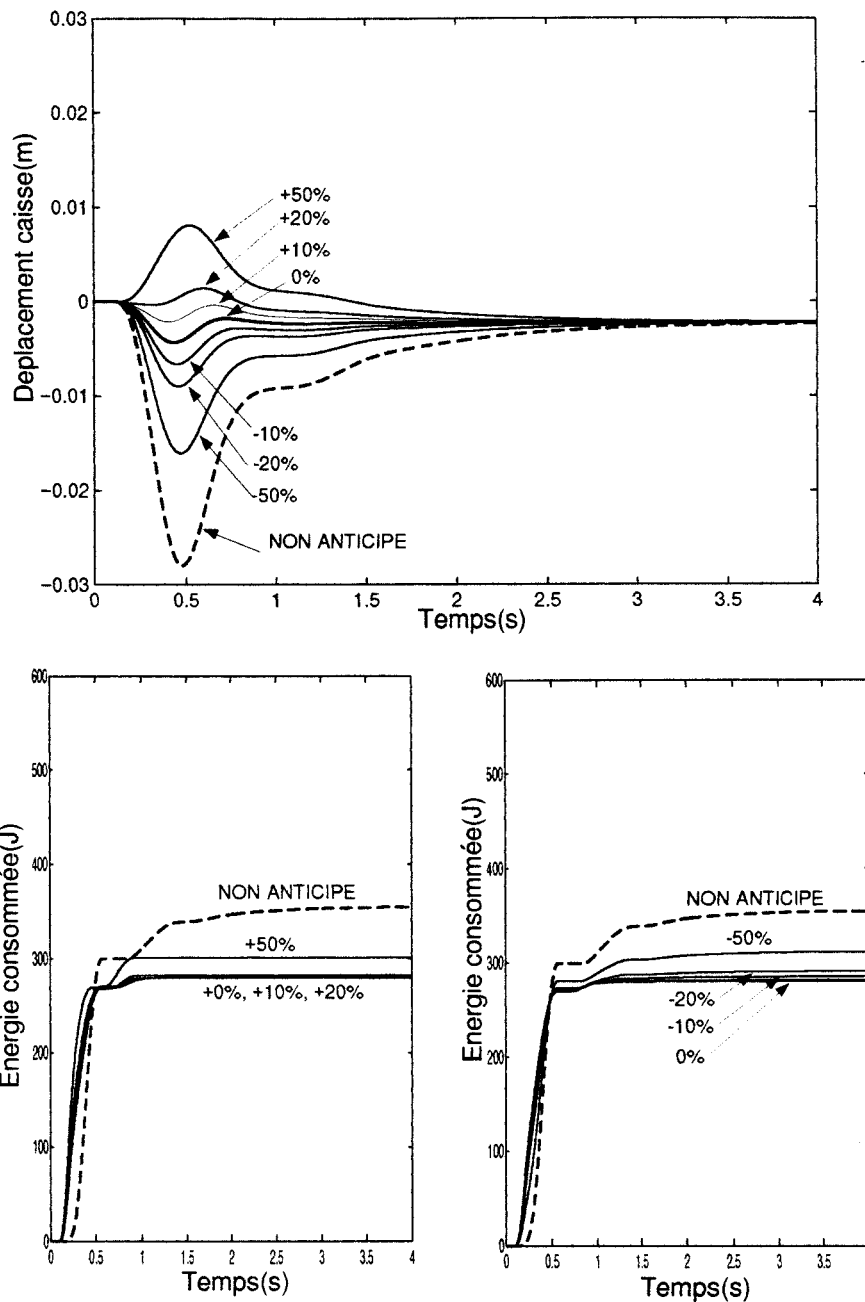 0.03
0.02
0.01
0
−0.01
−0.02
−0.03
Deplacement caisse(m)
+50%
+20%
+10%
0%
-10%
-20%
-50%
NON ANTICIPE
0 0.5 1 1.5 2 2.5 3 3.5 4
Temps(s)
600
500
400
300
200
100
0
Energie consommée(J)
NON ANTICIPE
+50%
+0%, +10%, +20%
0 0.5 1 1.5 2 2.5 3 3.5 4
Temps(s)
600
500
400
300
200
100
0
Energie consommée(J)
NON ANTICIPE
-50%
-20%
-10%
0%
0 0.5 1 1.5 2 2.5 3 3.5
Temps(s)